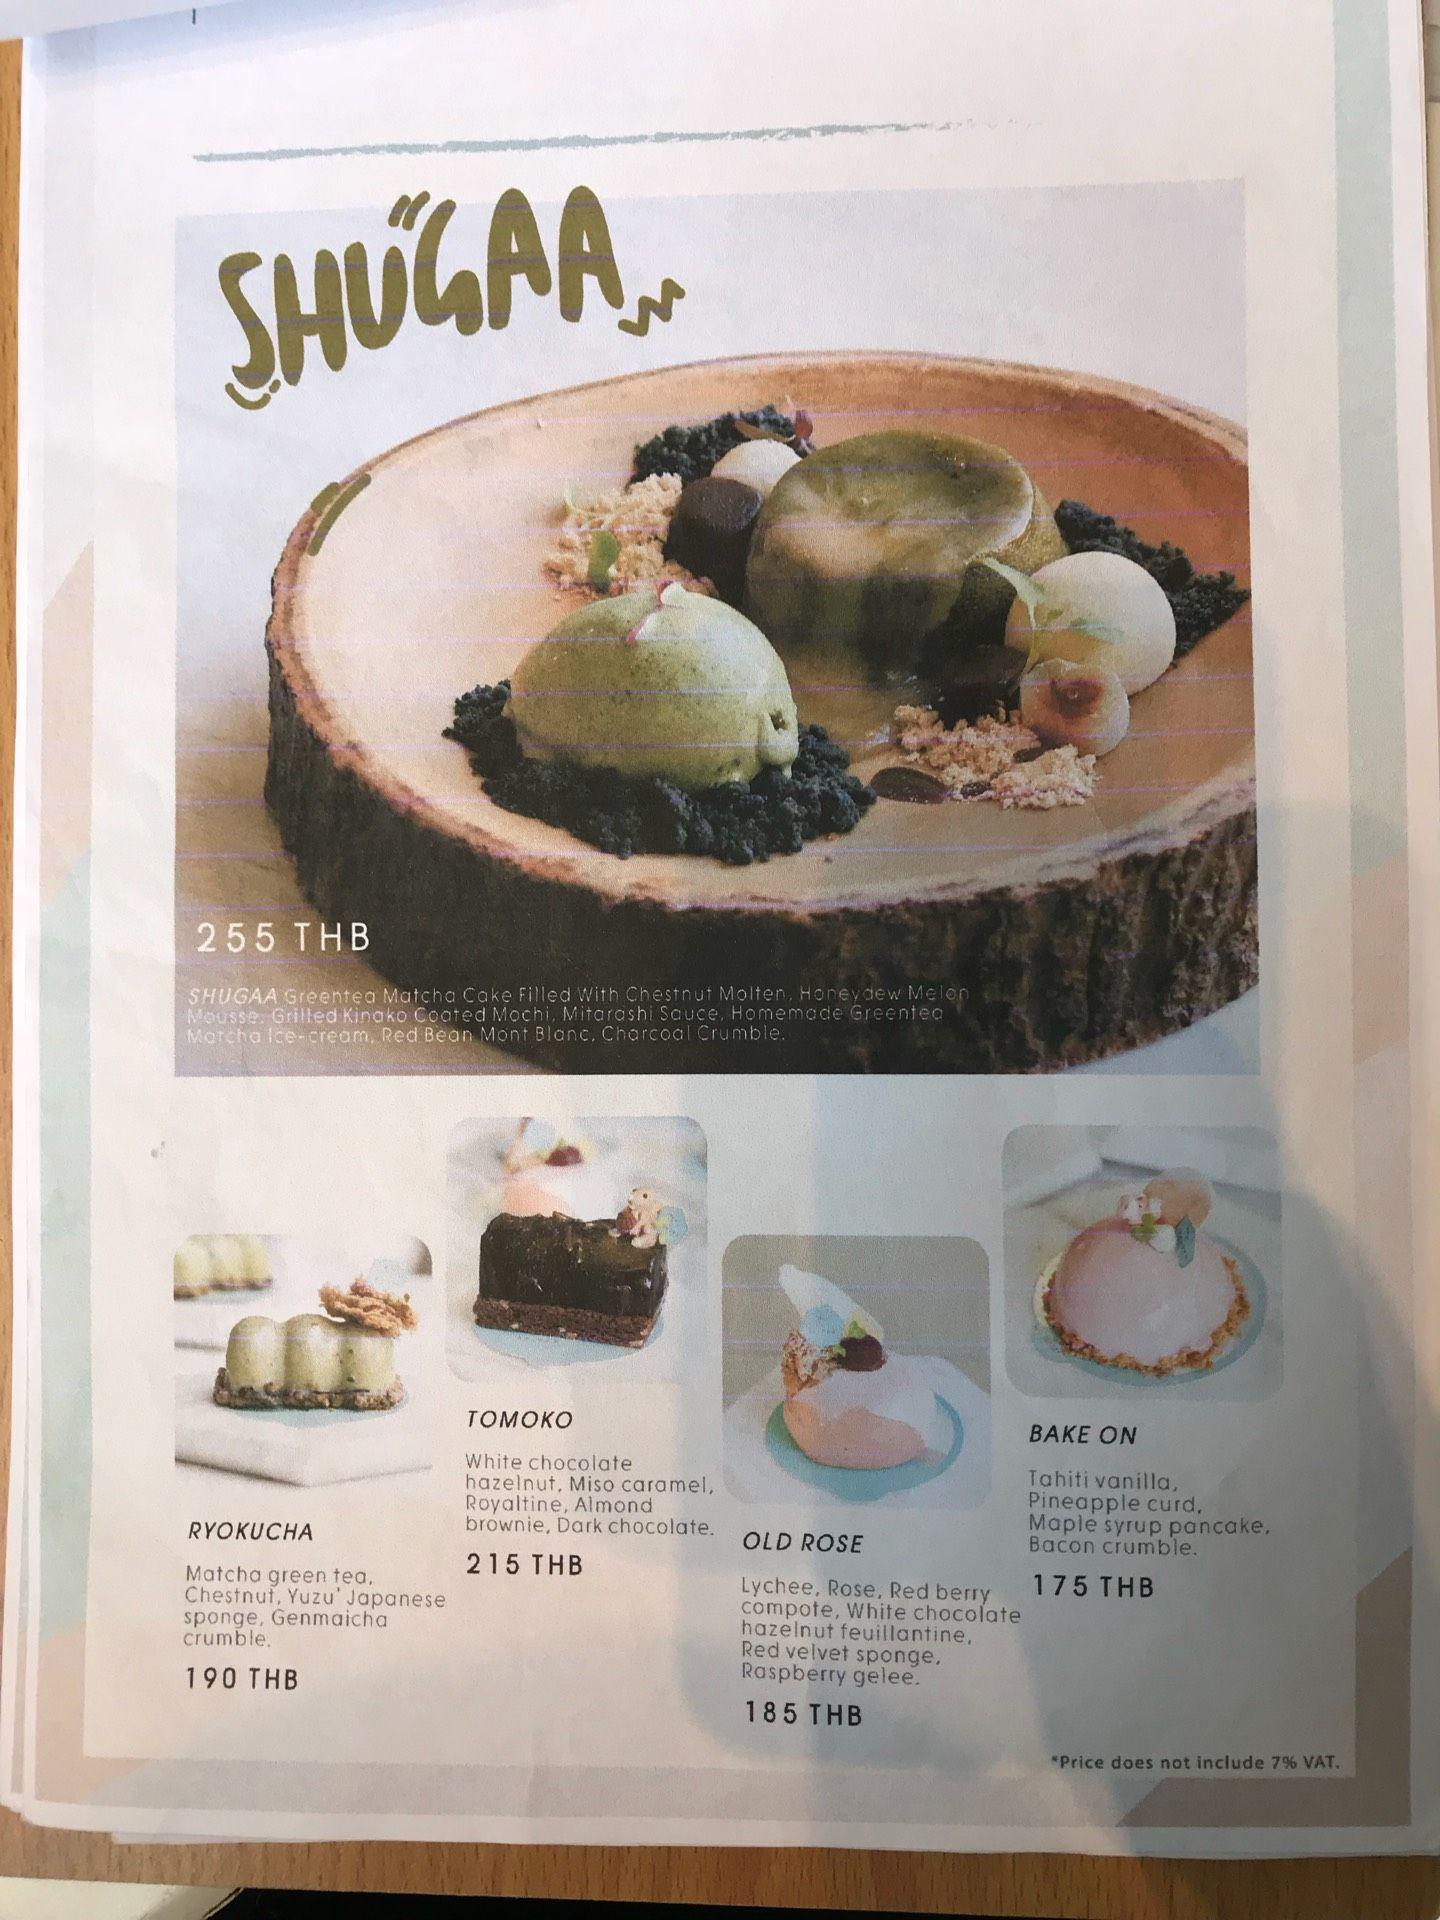 SHUGAA
255 THB
SHUGAA Greentea Matcha Cake Filled With Chestnut Molten, Honeydew Melon
Mousse, Grilled Kinako Coated Mochi, Mitarashi Sauce, Homemade Greentea
Matcha Ice-cream, Red Bean Mont Blanc, Charcoal Crumble.
RYOKUCHA
Matcha green tea,
Chestnut, Yuzu' Japanese
sponge, Genmaicha
crumble.
190 THB
TOMOKO
White chocolate
hazelnut, Miso caramel,
Royaltine, Almond
brownie, Dark chocolate.
215 THB
OLD ROSE
Lychee, Rose, Red berry
compote, White chocolate
hazelnut feuillantine,
Red velvet sponge,
Raspberry gelee.
185 THB
BAKE ON
Tahiti vanilla,
Pineapple curd,
Maple syrup pancake,
Bacon crumble.
175 THB
*Price does not include 7% VAT.